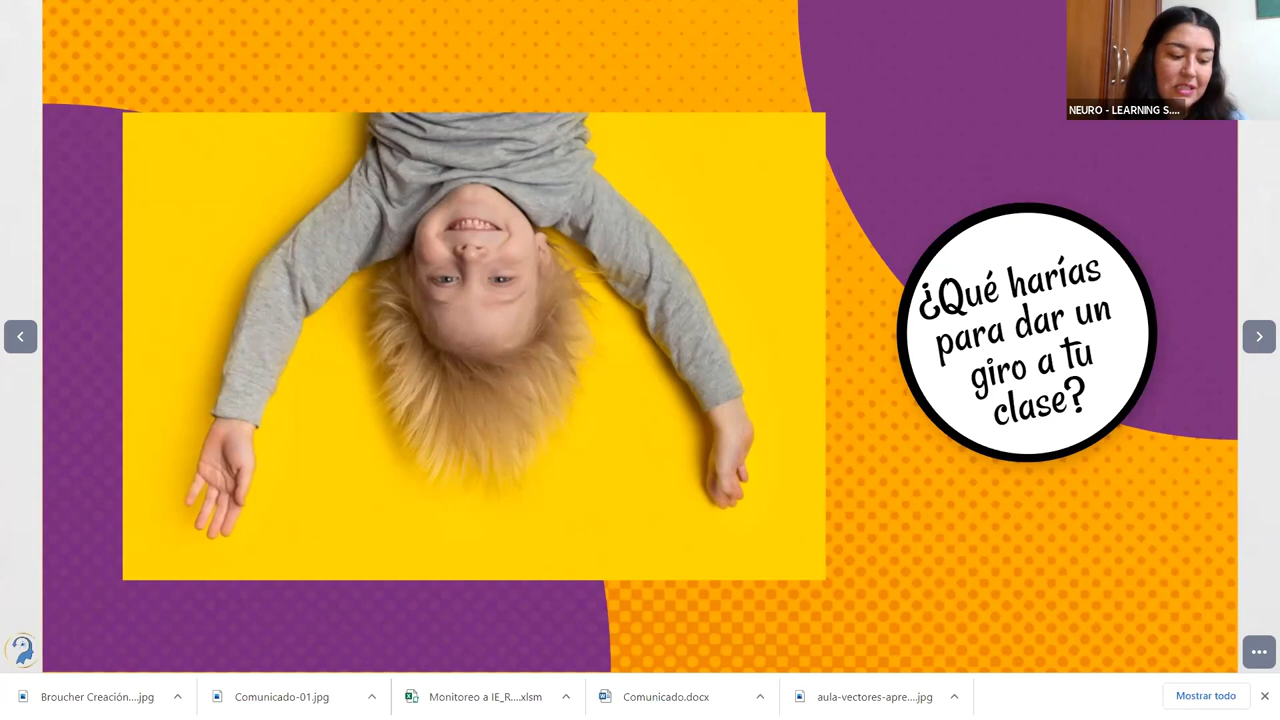 NEURO - LEARNING S....
¿Qué harías
para dar un
giro a tu
clase?
Broucher Creación....jpg
Comunicado-01.jpg
Monitoreo a IE_R....xlsm
Comunicado.docx
aula-vectores-apre....jpg
Mostrar todo